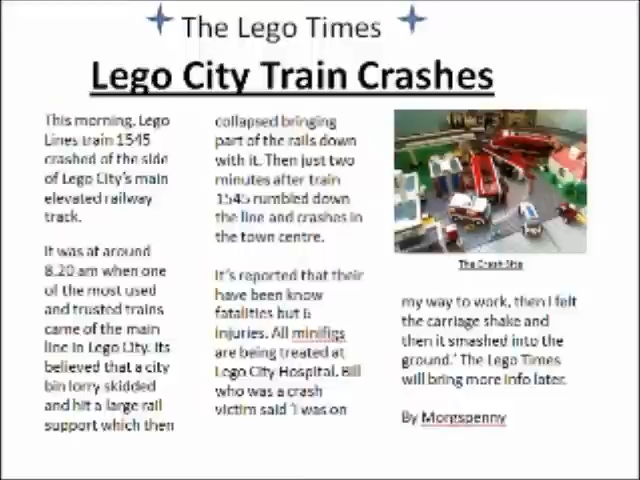 The Lego Times
Lego City Train Crashes
This morning, Lego
Lines train 1545
crashed of the side
of Lego City's main
elevated railway
track.
It was at around
8.20 am when one
of the most used
and trusted trains
came of the main
line in Lego City. Its
believed that a city
bin lorry skidded
and hit a large rail
support which then
collapsed bringing
part of the rails down
with it. Then just two
minutes after train
1545 rumbled down
the line and crashes in
the town centre.
It's reported that their
have been know
fatalities but 6
injuries. All minifigs
are being treated at
Lego City Hospital. Bill
who was a crash
victim said 'I was on
The Crash Site
my way to work, then I felt
the carriage shake and
then it smashed into the
ground.' The Lego Times
will bring more info later.
By Morgspenny